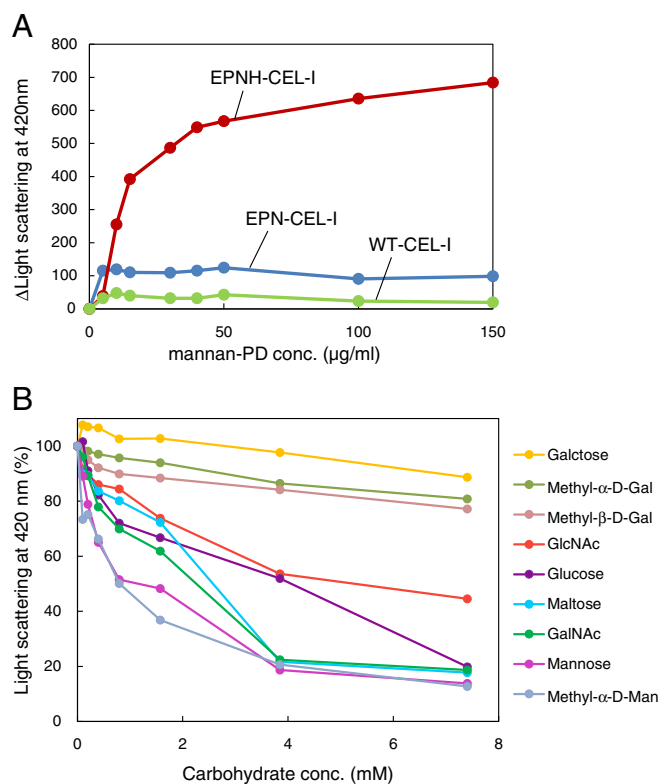 A
ΔLight scattering at 420nm
800
700
600
500
400
300
200
100
0
EPNH-CEL-I
EPN-CEL-I
WT-CEL-I
0 50 100 150
mannan-PD conc. (µg/ml)
B
Light scattering at 420 nm (%)
100
80
60
40
20
0
0 2 4 6 8
Carbohydrate conc. (mM)
Galctose
Methyl-α-D-Gal
Methyl-β-D-Gal
GlcNAc
Glucose
Maltose
GalNAc
Mannose
Methyl-α-D-Man